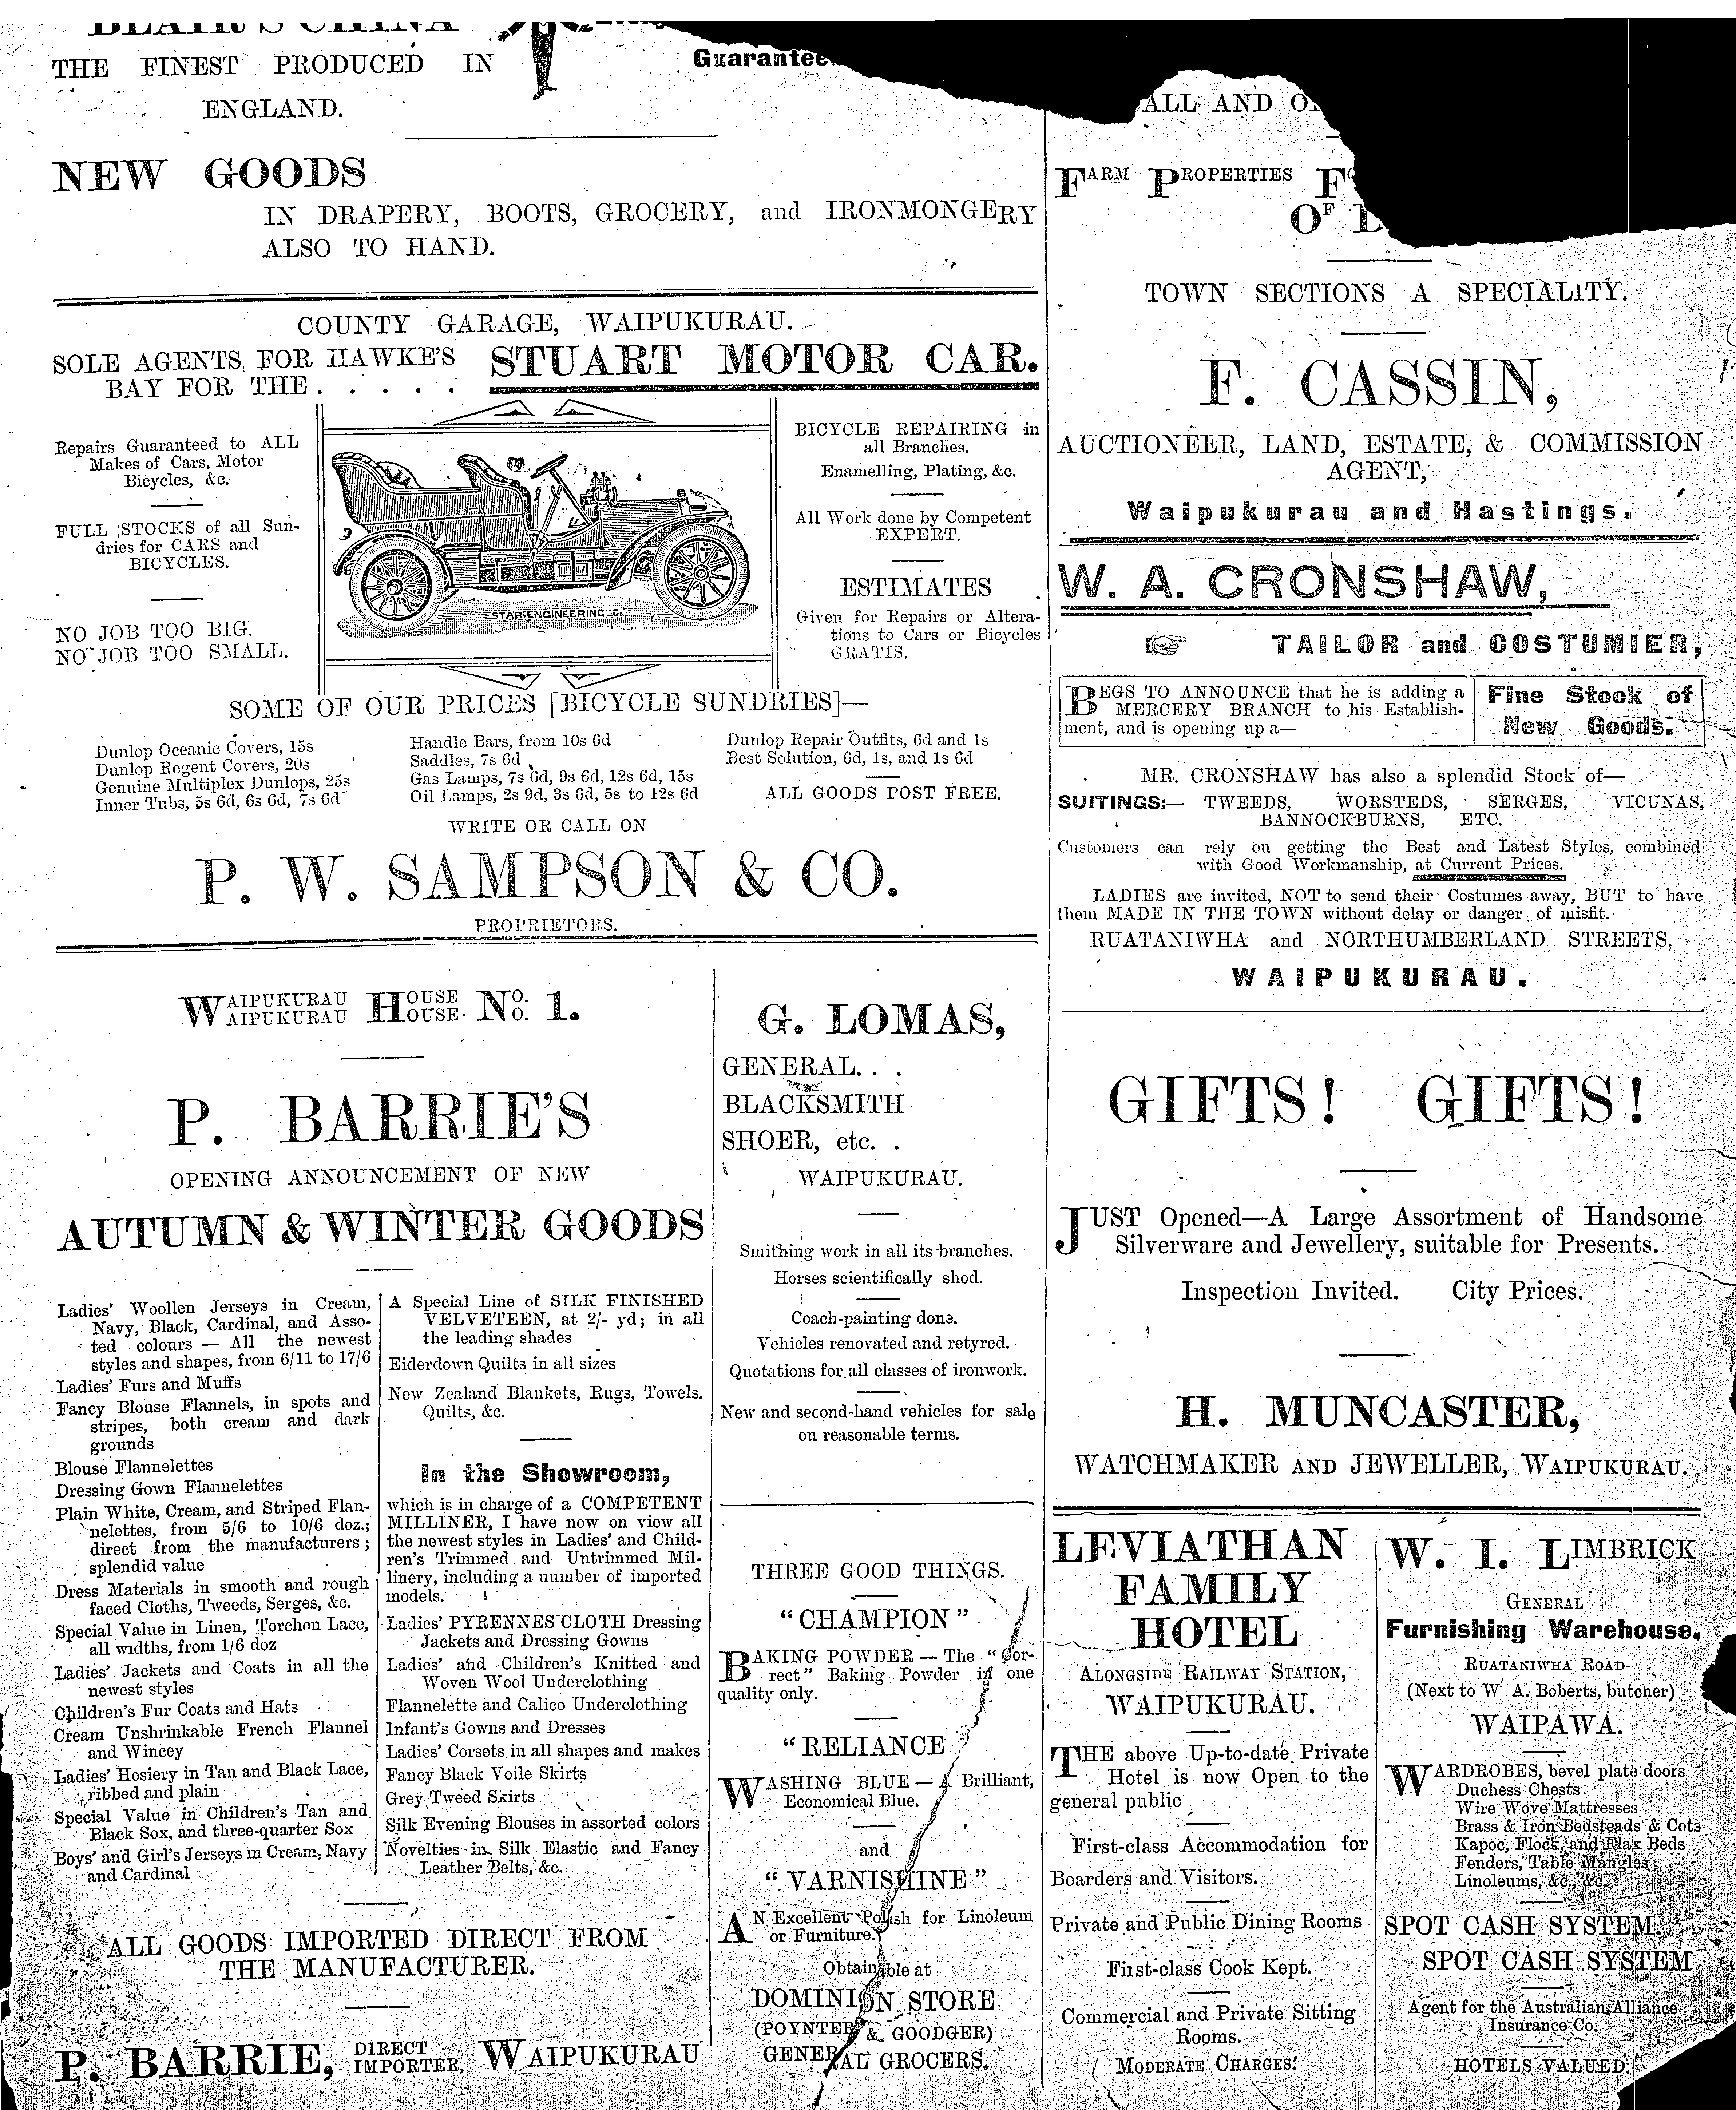 BLAIR'S CHINA
THE FINEST PRODUCED IN
ENGLAND.
Guarantee
NEW GOODS
IN DRAPERY, BOOTS, GROCERY, and IRONMONGERY
ALSO TO HAND.
COUNTY GARAGE, WAIPUKURAU.
SOLE AGENTS FOR HAWKE'S
BAY FOR THE . . . . .
STUART MOTOR CAR.
Repairs Guaranteed to ALL
Makes of Cars, Motor
Bicycles, &c.
FULL STOCKS of all Sun-
dries for CARS and
BICYCLES.
NO JOB TOO BIG.
NO JOB TOO SMALL.
STAR ENGINEERING C.
BICYCLE REPAIRING in
all Branches.
Enamelling, Plating, &c.
All Work done by Competent
EXPERT.
ESTIMATES
Given for Repairs or Altera-
tions to Cars or Bicycles
GRATIS.
SOME OF OUR PRICES [BICYCLE SUNDRIES]—
Dunlop Oceanic Covers, 15s
Dunlop Regent Covers, 20s
Genuine Multiplex Dunlops, 25s
Inner Tubs, 5s 6d, 6s 6d, 7s 6d
Handle Bars, from 10s 6d
Saddles, 7s 6d
Gas Lamps, 7s 6d, 9s 6d, 12s 6d, 15s
Oil Lamps, 2s 9d, 3s 6d, 5s to 12s 6d
Dunlop Repair Outfits, 6d and 1s
Best Solution, 6d, 1s, and 1s 6d
ALL GOODS POST FREE.
WRITE OR CALL ON
P. W. SAMPSON & CO.
PROPRIETORS.
WAIPUKURAU HOUSE NO. 1.
WAIPUKURAU HOUSE NO. 1.
P. BARRIE'S
OPENING ANNOUNCEMENT OF NEW
AUTUMN & WINTER GOODS
Ladies' Woollen Jerseys in Cream,
Navy, Black, Cardinal, and Asso-
ted colours — All the newest
styles and shapes, from 6/11 to 17/6
Ladies' Furs and Muffs
Fancy Blouse Flannels, in spots and
stripes, both cream and dark
grounds
Blouse Flannelettes
Dressing Gown Flannelettes
Plain White, Cream, and Striped Flan-
nelettes, from 5/6 to 10/6 doz.;
direct from the manufacturers;
splendid value
Dress Materials in smooth and rough
faced Cloths, Tweeds, Serges, &c.
Special Value in Linen, Torchon Lace,
all widths, from 1/6 doz
Ladies' Jackets and Coats in all the
newest styles
Children's Fur Coats and Hats
Cream Unshrinkable French Flannel
and Wincey
Ladies' Hosiery in Tan and Black Lace,
ribbed and plain
Special Value in Children's Tan and
Black Sox, and three-quarter Sox
Boys' and Girl's Jerseys in Cream, Navy
and Cardinal
A Special Line of SILK FINISHED
VELVETEEN, at 2/- yd; in all
the leading shades
Eiderdown Quilts in all sizes
New Zealand Blankets, Rugs, Towels.
Quilts, &c.
In the Showroom,
which is in charge of a COMPETENT
MILLINER, I have now on view all
the newest styles in Ladies' and Child-
ren's Trimmed and Untrimmed Mil-
linery, including a number of imported
models.
Ladies' PYRENNES CLOTH Dressing
Jackets and Dressing Gowns
Ladies' and Children's Knitted and
Woven Wool Underclothing
Flannelette and Calico Underclothing
Infant's Gowns and Dresses
Ladies' Corsets in all shapes and makes
Fancy Black Voile Skirts
Grey Tweed Skirts
Silk Evening Blouses in assorted colors
Novelties in Silk Elastic and Fancy
Leather Belts, &c.
ALL GOODS IMPORTED DIRECT FROM
THE MANUFACTURER.
P. BARRIE, DIRECT IMPORTER, WAIPUKURAU
G. LOMAS,
GENERAL. . .
BLACKSMITH
SHOER, etc. .
WAIPUKURAU.
Smithing work in all its branches.
Horses scientifically shod.
Coach-painting done.
Vehicles renovated and retyred.
Quotations for all classes of ironwork.
New and second-hand vehicles for sale
on reasonable terms.
THREE GOOD THINGS.
"CHAMPION"
BAKING POWDER — The "Cor-
rect" Baking Powder if one
quality only.
"RELIANCE
WASHING BLUE — A Brilliant,
Economical Blue.
and
"VARNISHINE"
AN Excellent Polish for Linoleum
or Furniture.
Obtainable at
DOMINION STORE.
(POYNTER & GOODGER)
GENERAL GROCERS.
ALL AND
FARM PROPERTIES
OF
TOWN SECTIONS A SPECIALITY.
F. CASSIN,
AUCTIONEER, LAND, ESTATE, & COMMISSION
AGENT,
Waipukurau and Hastings.
W. A. CRONSHAW,
TAILOR and COSTUMIER,
BEGS TO ANNOUNCE that he is adding a
MERCERY BRANCH to his Establish-
ment, and is opening up a—
Fine Stock of
New Goods.
MR. CRONSHAW has also a splendid Stock of—
SUITINGS:— TWEEDS, WORSTEDS, SERGES, VICUNAS,
BANNOCKBURNS, ETC.
Customers can rely on getting the Best and Latest Styles, combined
with Good Workmanship, at Current Prices.
LADIES are invited, NOT to send their Costumes away, BUT to have
them MADE IN THE TOWN without delay or danger of misfit.
RUATANIWHA and NORTHUMBERLAND STREETS,
WAIPUKURAU.
GIFTS! GIFTS!
JUST Opened—A Large Assortment of Handsome
Silverware and Jewellery, suitable for Presents.
Inspection Invited. City Prices.
H. MUNCASTER,
WATCHMAKER AND JEWELLER, WAIPUKURAU.
LEVIATHAN
FAMILY
HOTEL
ALONGSIDE RAILWAY STATION,
WAIPUKURAU.
THE above Up-to-date Private
Hotel is now Open to the
general public
First-class Accommodation for
Boarders and Visitors.
Private and Public Dining Rooms
First-class Cook Kept.
Commercial and Private Sitting
Rooms.
MODERATE CHARGES.
W. I. LIMBRICK
GENERAL
Furnishing Warehouse.
RUATANIWHA ROAD
(Next to W A. Boberts, butcher)
WAIPAWA.
WARDROBES, bevel plate doors
Duchess Chests
Wire Wove Mattresses
Brass & Iron Bedsteads & Cots
Kapoc, Flock, and Flax Beds
Fenders, Table Mangles
Linoleums, &c., &c.
SPOT CASH SYSTEM.
SPOT CASH SYSTEM
Agent for the Australian Alliance
Insurance Co.
HOTELS VALUED.